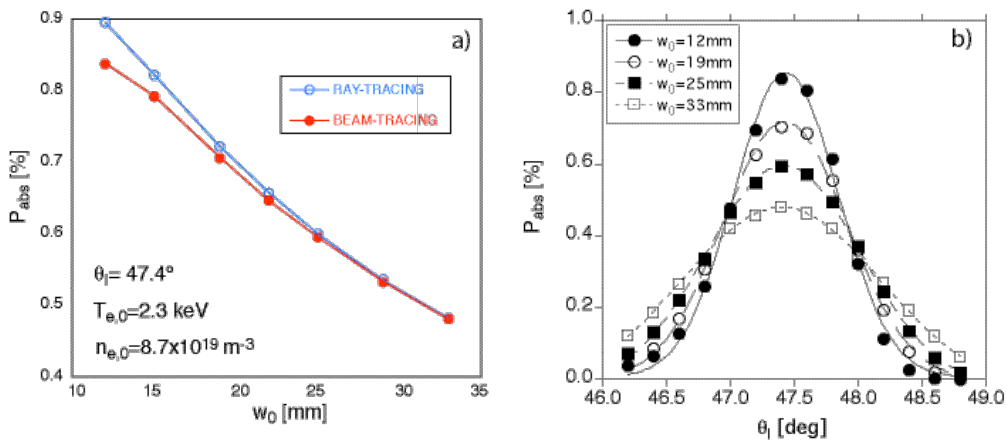 a)
0.9
0.8
0.7
0.6
0.5
0.4
P_abs [%]
RAY-TRACING
BEAM-TRACING
θ_l= 47.4º
T_e,0=2.3 keV
n_e,0=8.7x10^19 m^-3
10 15 20 25 30 35
w_0 [mm]
b)
1.0
0.8
0.6
0.4
0.2
0.0
P_abs [%]
w_0=12mm
w_0=19mm
w_0=25mm
w_0=33mm
46.0 46.5 47.0 47.5 48.0 48.5 49.0
θ_l [deg]